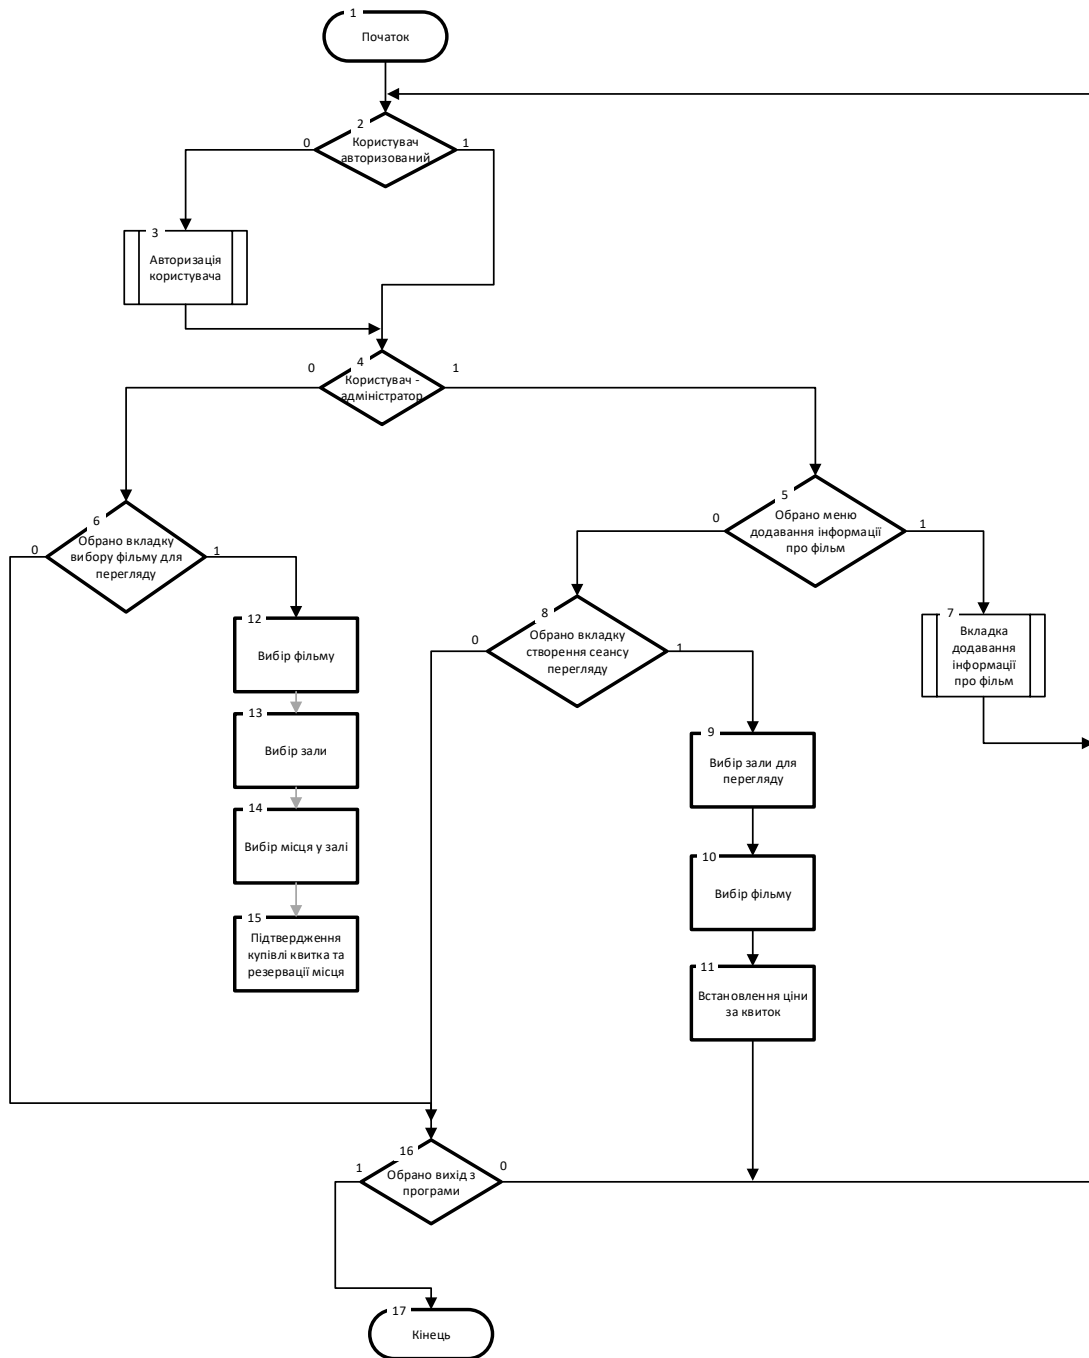 1
Початок
2
0
1
Користувач
авторизований
3
Авторизація
користувача
4
0
1
Користувач -
адміністратор
5
0
1
Обрано меню
додавання інформації
про фільм
6
0
1
Обрано вкладку
вибору фільму для
перегляду
7
Вкладка
додавання
інформації
про фільм
8
0
1
Обрано вкладку
створення сеансу
перегляду
12
Вибір фільму
13
Вибір зали
9
Вибір зали для
перегляду
14
Вибір місця у залі
10
Вибір фільму
15
Підтвердження
купівлі квитка та
резервації місця
11
Встановлення ціни
за квиток
16
1
0
Обрано вихід з
програми
17
Кінець